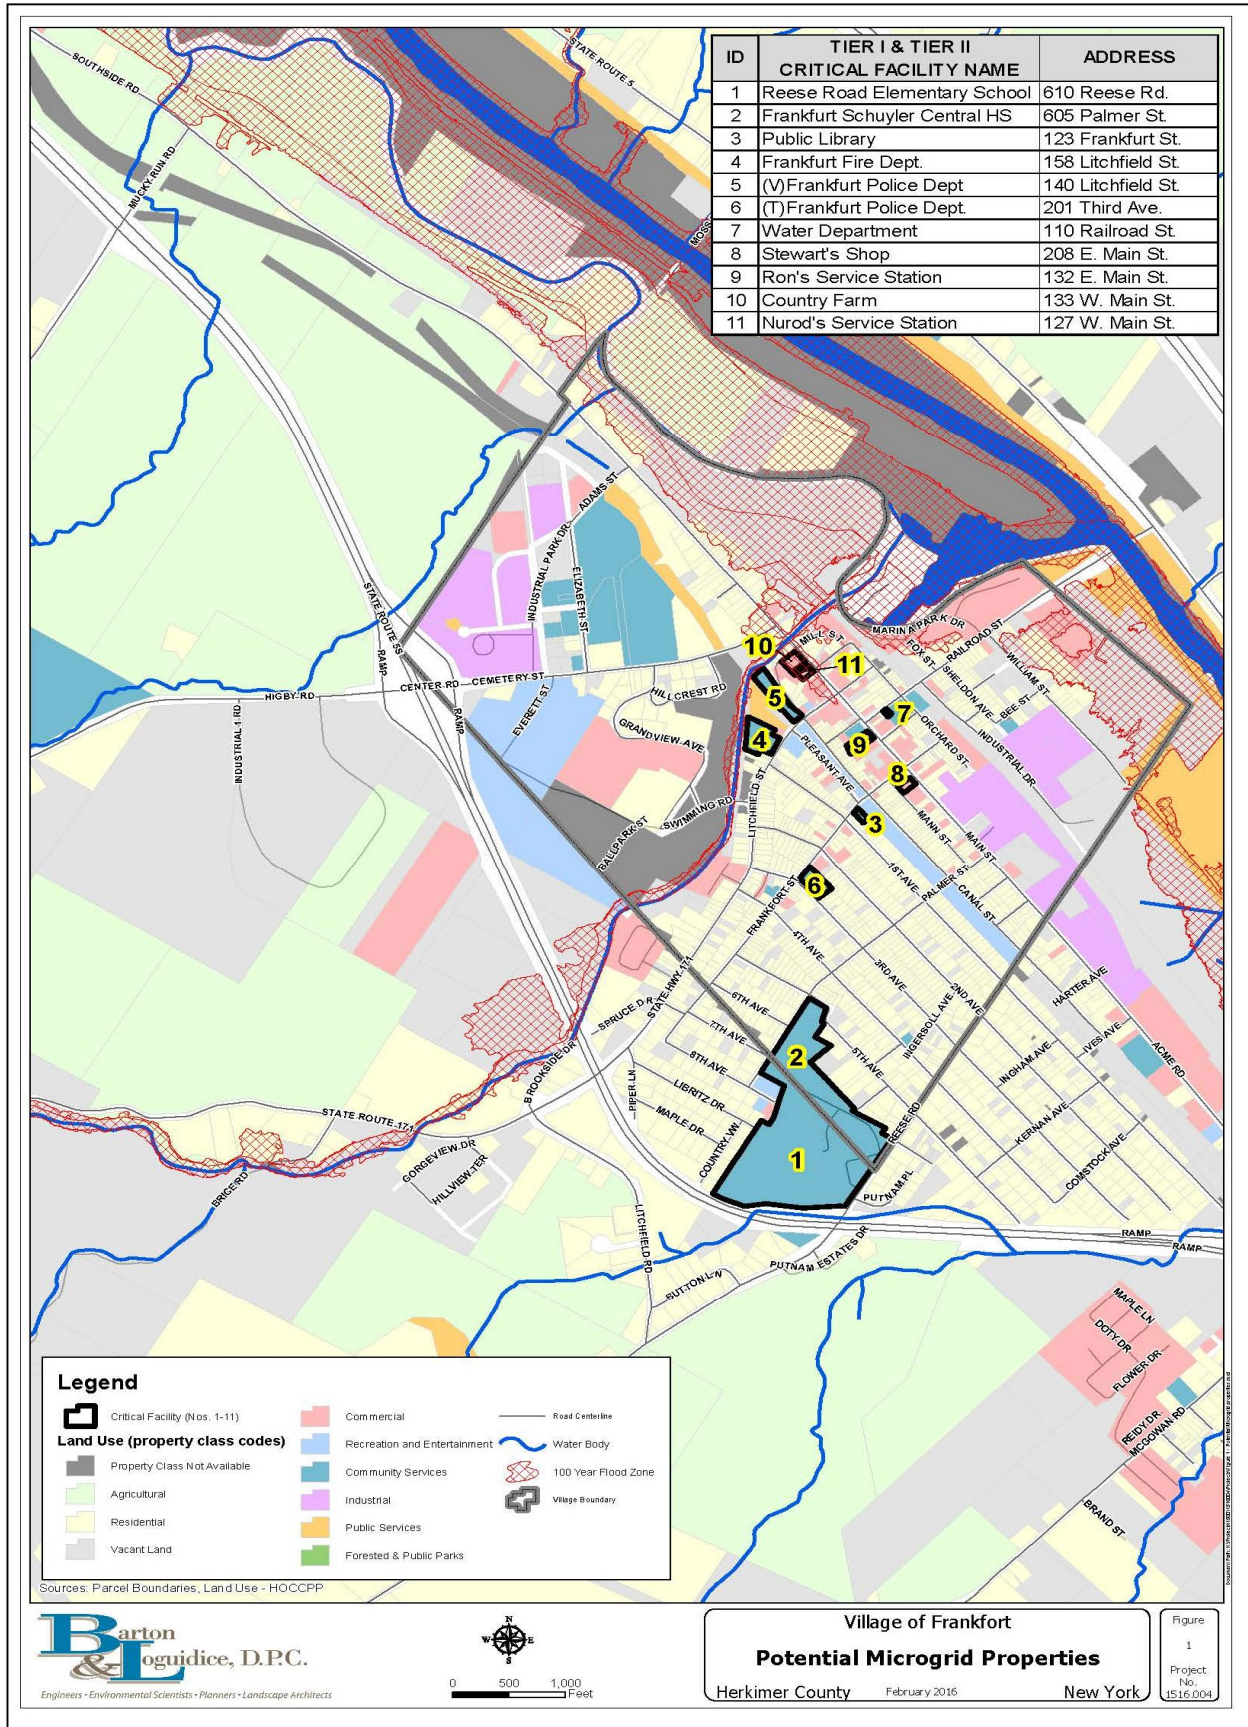 ID
TIER I & TIER II
CRITICAL FACILITY NAME
ADDRESS
1 Reese Road Elementary School 610 Reese Rd.
2 Frankfurt Schuyler Central HS 605 Palmer St.
3 Public Library 123 Frankfurt St.
4 Frankfurt Fire Dept. 158 Litchfield St.
5 (V)Frankfurt Police Dept 140 Litchfield St.
6 (T)Frankfurt Police Dept. 201 Third Ave.
7 Water Department 110 Railroad St.
8 Stewart's Shop 208 E. Main St.
9 Ron's Service Station 132 E. Main St.
10 Country Farm 133 W. Main St.
11 Nurod's Service Station 127 W. Main St.
STATE ROUTE 5
SOUTHSIDE RD
MUCKY RUN RD
ADAMS ST
INDUSTRIAL PARK DR
ELIZABETH ST
STATE ROUTE 5S
RAMP
RAMP
HIGBY RD
CENTER RD
CEMETERY ST
INDUSTRIAL 1 RD
EVERETT ST
HILLCREST RD
GRANDVIEW AVE
BALLPARK ST
SWIMMING RD
LITCHFIELD ST
PLEASANT AVE
MILL ST
MARINA PARK DR
FOX ST
RAILROAD ST
SHELDON AVE
WILLIAM ST
BEE ST
ORCHARD ST
INDUSTRIAL DR
MANN ST
MAIN ST
1ST AVE
PALMER ST
CANAL ST
FRANKFORT ST
4TH AVE
3RD AVE
2ND AVE
INGERSOLL AVE
HARTER AVE
IVES AVE
ACME RD
INGHAM AVE
KERNAN AVE
COMSTOCK AVE
STATE HWY 171
SPRUCE DR
6TH AVE
7TH AVE
8TH AVE
5TH AVE
LIBRITZ DR
MAPLE DR
PIPER LN
COUNTRY VW
REESE RD
PUTNAM PL
BROOKSIDE DR
STATE ROUTE 171
GORGEVIEW DR
HILLVIEW TER
BRICE RD
LITCHFIELD RD
BUTTON LN
PUTNAM ESTATES DR
RAMP
RAMP
MAPLE LN
DOTY DR
FLOWER DR
REIDY DR
MCGOWAN RD
BRAND ST
10
11
5
4
7
9
8
3
6
2
1
Legend
Critical Facility (Nos. 1-11)
Land Use (property class codes)
Property Class Not Available
Agricultural
Residential
Vacant Land
Commercial
Recreation and Entertainment
Community Services
Industrial
Public Services
Forested & Public Parks
Road Centerline
Water Body
100 Year Flood Zone
Village Boundary
Sources: Parcel Boundaries, Land Use - HOCCPP
Barton
& Loguidice, D.P.C.
Engineers • Environmental Scientists • Planners • Landscape Architects
N
W E
S
0 500 1,000
Feet
Village of Frankfort
Potential Microgrid Properties
Herkimer County February 2016 New York
Figure
1
Project
No.
1516.004